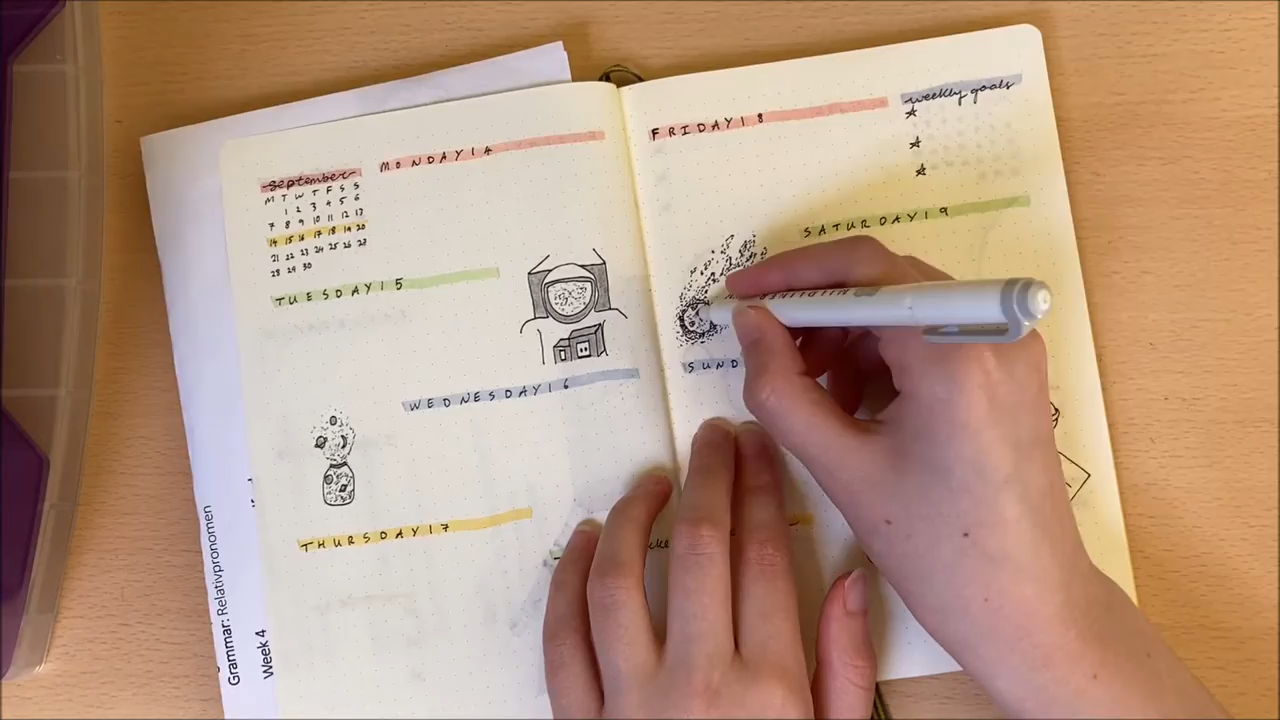 september
M T W T F S S
1 2 3 4 5 6
7 8 9 10 11 12 13
14 15 16 17 18 19 20
21 22 23 24 25 26 27
28 29 30
MONDAY 14
TUESDAY 15
WEDNESDAY 16
THURSDAY 17
FRIDAY 18
weekly goals
SATURDAY 19
SUND
Grammar: Relativpronomen
Week 4